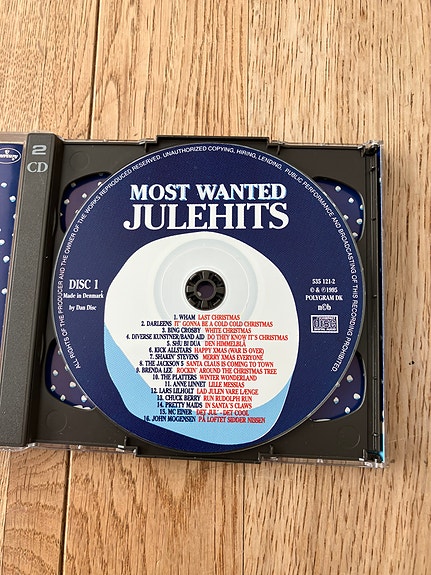 2
CD
ALL RIGHTS OF THE PRODUCER AND THE OWNER OF THE WORKS REPRODUCED RESERVED. UNAUTHORIZED COPYING, HIRING, LENDING, PUBLIC PERFORMANCE AND BROADCASTING OF THIS RECORDING PROHIBITED.
MOST WANTED
JULEHITS
DISC 1
Made in Denmark
by Dan Disc
535 121-2
℗ & © 1995
POLYGRAM DK
n©b
COMPACT
disc
DIGITAL AUDIO
1. WHAM LAST CHRISTMAS
2. DARLEENS IT' GONNA BE A COLD COLD CHRISTMAS
3. BING CROSBY WHITE CHRISTMAS
4. DIVERSE KUNSTNER/BAND AID DO THEY KNOW IT'S CHRISTMAS
5. SHU BI DUA DEN HIMMELBLÅ
6. KICK ALLSTARS HAPPY XMAS (WAR IS OVER)
7. SHAKIN' STEVENS MERRY XMAS EVERYONE
8. THE JACKSON 5 SANTA CLAUS IS COMING TO TOWN
9. BRENDA LEE ROCKIN' AROUND THE CHRISTMAS TREE
10. THE PLATTERS WINTER WONDERLAND
11. ANNE LINNET LILLE MESSIAS
12. LARS LILHOLT LAD JULEN VARE LÆNGE
13. CHUCK BERRY RUN RUDOLPH RUN
14. PRETTY MAIDS IN SANTA'S CLAWS
15. MC EINER DET JUL' - DET COOL
16. JOHN MOGENSEN PÅ LOFTET SIDDER NISSEN